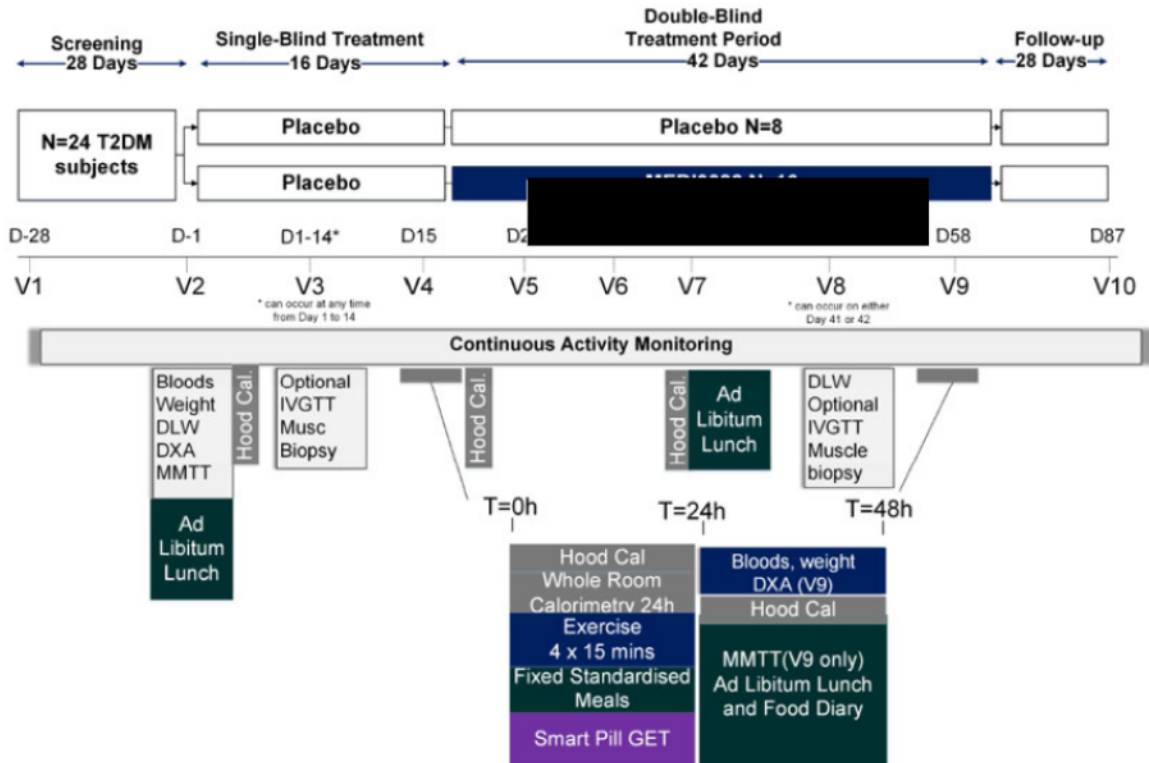 Screening
28 Days
Single-Blind Treatment
16 Days
Double-Blind
Treatment Period
42 Days
Follow-up
28 Days
N=24 T2DM
subjects
Placebo
Placebo N=8
Placebo
D-28
D-1
D1-14*
D15
D58
D87
V1
V2
V3
V4
V5
V6
V7
V8
V9
V10
* can occur at any time
from Day 1 to 14
* can occur on either
Day 41 or 42
Continuous Activity Monitoring
Bloods
Weight
DLW
DXA
MMTT
Hood Cal.
Optional
IVGTT
Musc
Biopsy
Hood Cal.
Hood Cal.
Ad
Libitum
Lunch
DLW
Optional
IVGTT
Muscle
biopsy
Ad
Libitum
Lunch
T=0h
T=24h
T=48h
Hood Cal
Whole Room
Calorimetry 24h
Exercise
4 x 15 mins
Fixed Standardised
Meals
Smart Pill GET
Bloods, weight
DXA (V9)
Hood Cal
MMTT(V9 only)
Ad Libitum Lunch
and Food Diary